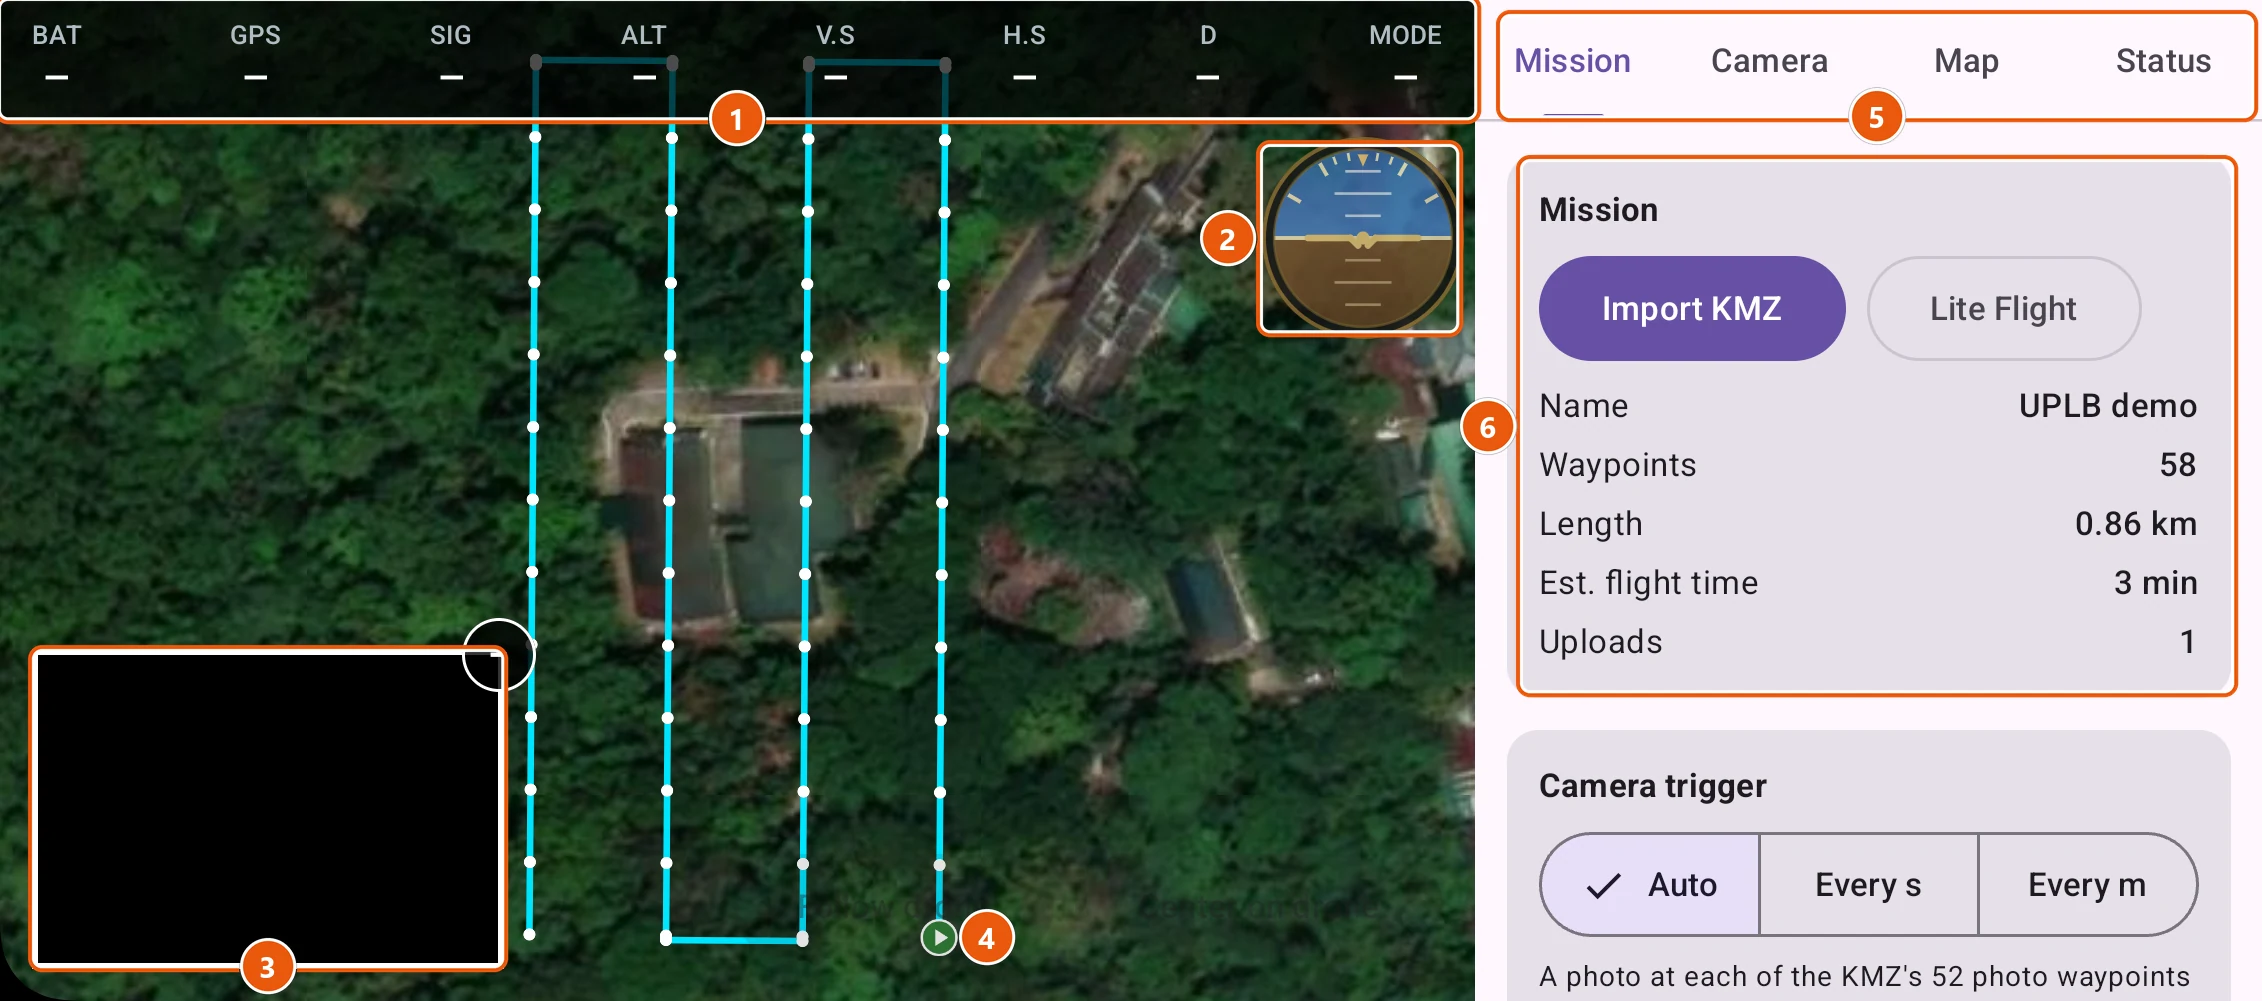 BAT GPS SIG ALT V.S H.S D MODE
– – – – – – – –
1
2
3
4
Mission Camera Map Status
5
6
Mission
Import KMZ Lite Flight
Name UPLB demo
Waypoints 58
Length 0.86 km
Est. flight time 3 min
Uploads 1
Camera trigger
Auto Every s Every m
A photo at each of the KMZ's 52 photo waypoints